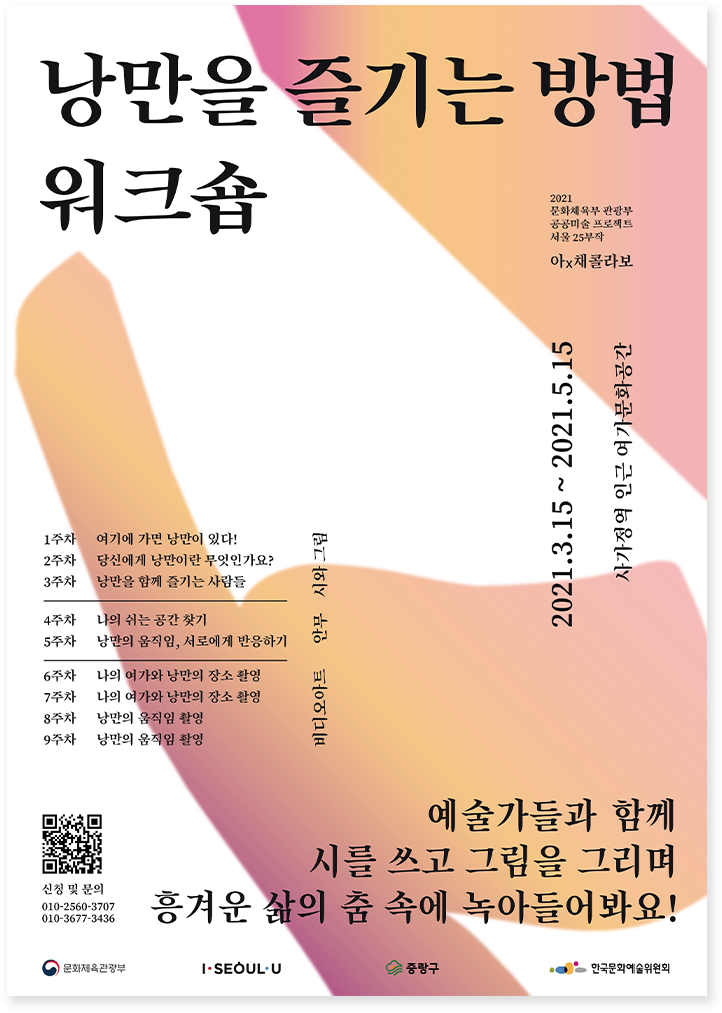 낭만을 즐기는 방법
워크숍
2021
문화체육부 관광부
공공미술 프로젝트
서울 25부작
아x채콜라보
2021.3.15 ~ 2021.5.15
사가정역 인근 여가문화공간
1주차 여기에 가면 낭만이 있다!
2주차 당신에게 낭만이란 무엇인가요?
3주차 낭만을 함께 즐기는 사람들
시와 그림
4주차 나의 쉬는 공간 찾기
5주차 낭만의 움직임, 서로에게 반응하기
안무
6주차 나의 여가와 낭만의 장소 촬영
7주차 나의 여가와 낭만의 장소 촬영
8주차 낭만의 움직임 촬영
9주차 낭만의 움직임 촬영
비디오아트
예술가들과 함께
시를 쓰고 그림을 그리며
흥겨운 삶의 춤 속에 녹아들어봐요!
신청 및 문의
010-2560-3707
010-3677-3436
문화체육관광부
I·SEOUL·U
중랑구
한국문화예술위원회